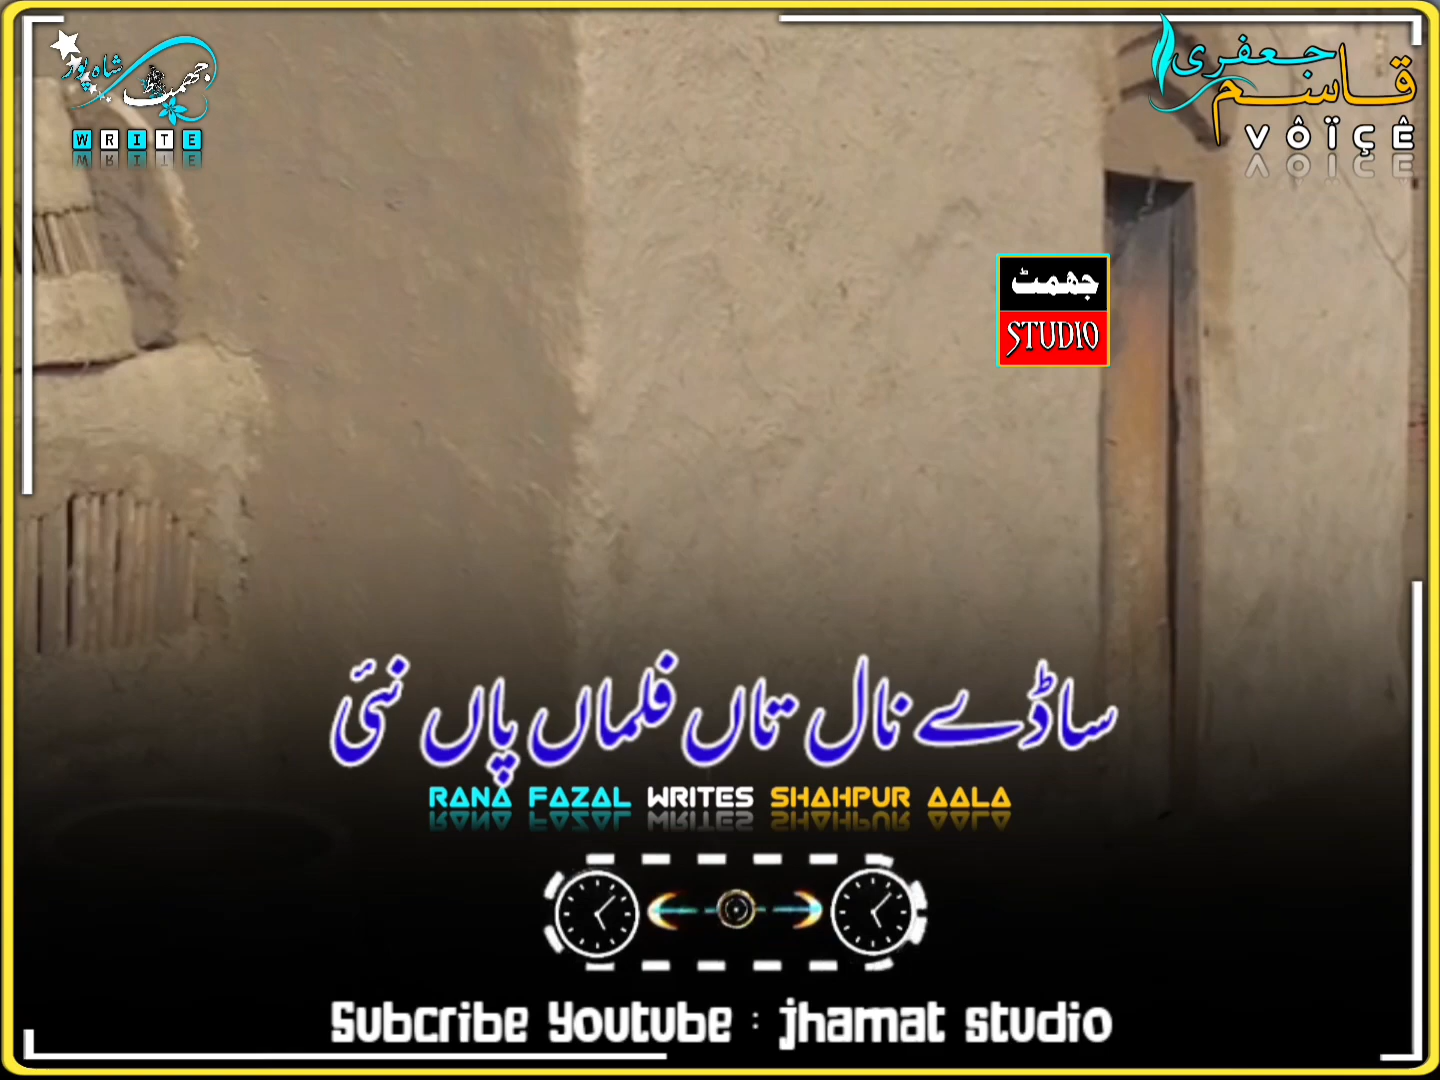 شاہ پور
جھمٹ
WRITE
قاسم جعفری
VÔÏÇÊ
جھمٹ
STUDIO
ساڈے نال تاں فلماں پاں نئی
RANA FAZAL WRITES SHAHPUR AALA
Subcribe Youtube : jhamat studio